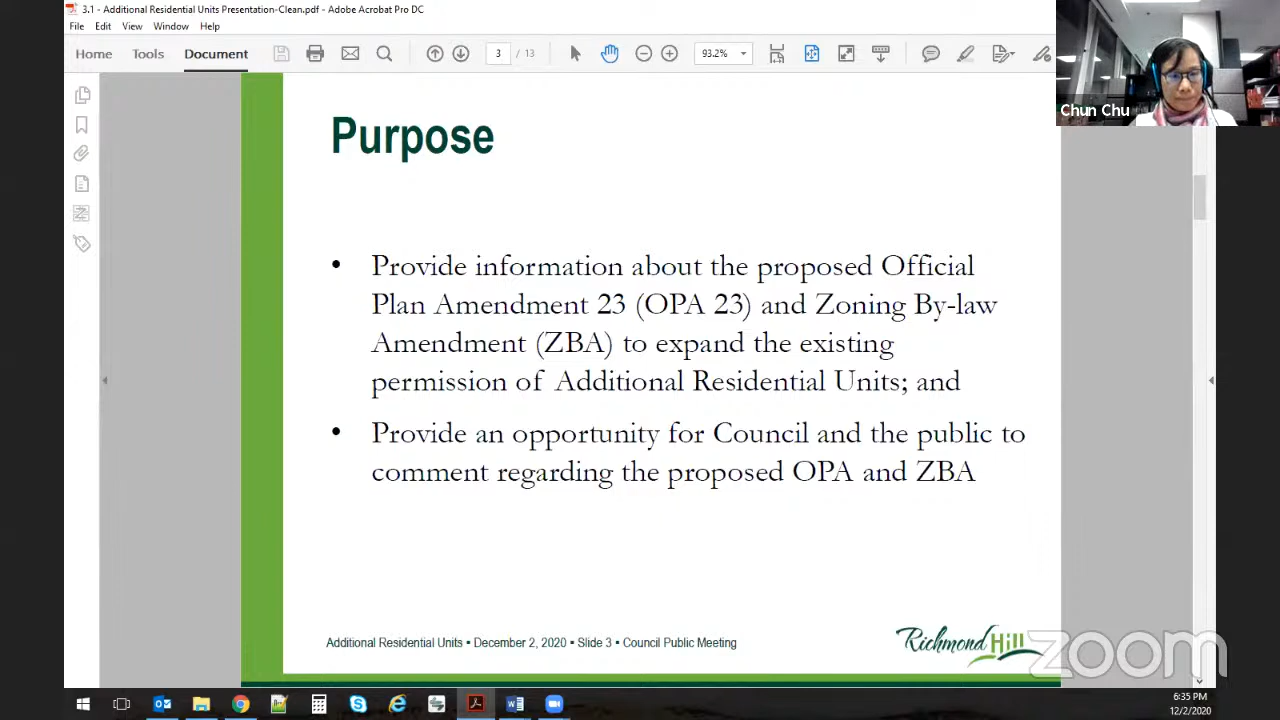 3.1 - Additional Residential Units Presentation-Clean.pdf - Adobe Acrobat Pro DC
File Edit View Window Help
Home Tools Document 3 / 13 93.2%
Chun Chu
Purpose
• Provide information about the proposed Official
Plan Amendment 23 (OPA 23) and Zoning By-law
Amendment (ZBA) to expand the existing
permission of Additional Residential Units; and
• Provide an opportunity for Council and the public to
comment regarding the proposed OPA and ZBA
Additional Residential Units ▪ December 2, 2020 ▪ Slide 3 ▪ Council Public Meeting
Richmond Hill
zoom
6:35 PM
12/2/2020